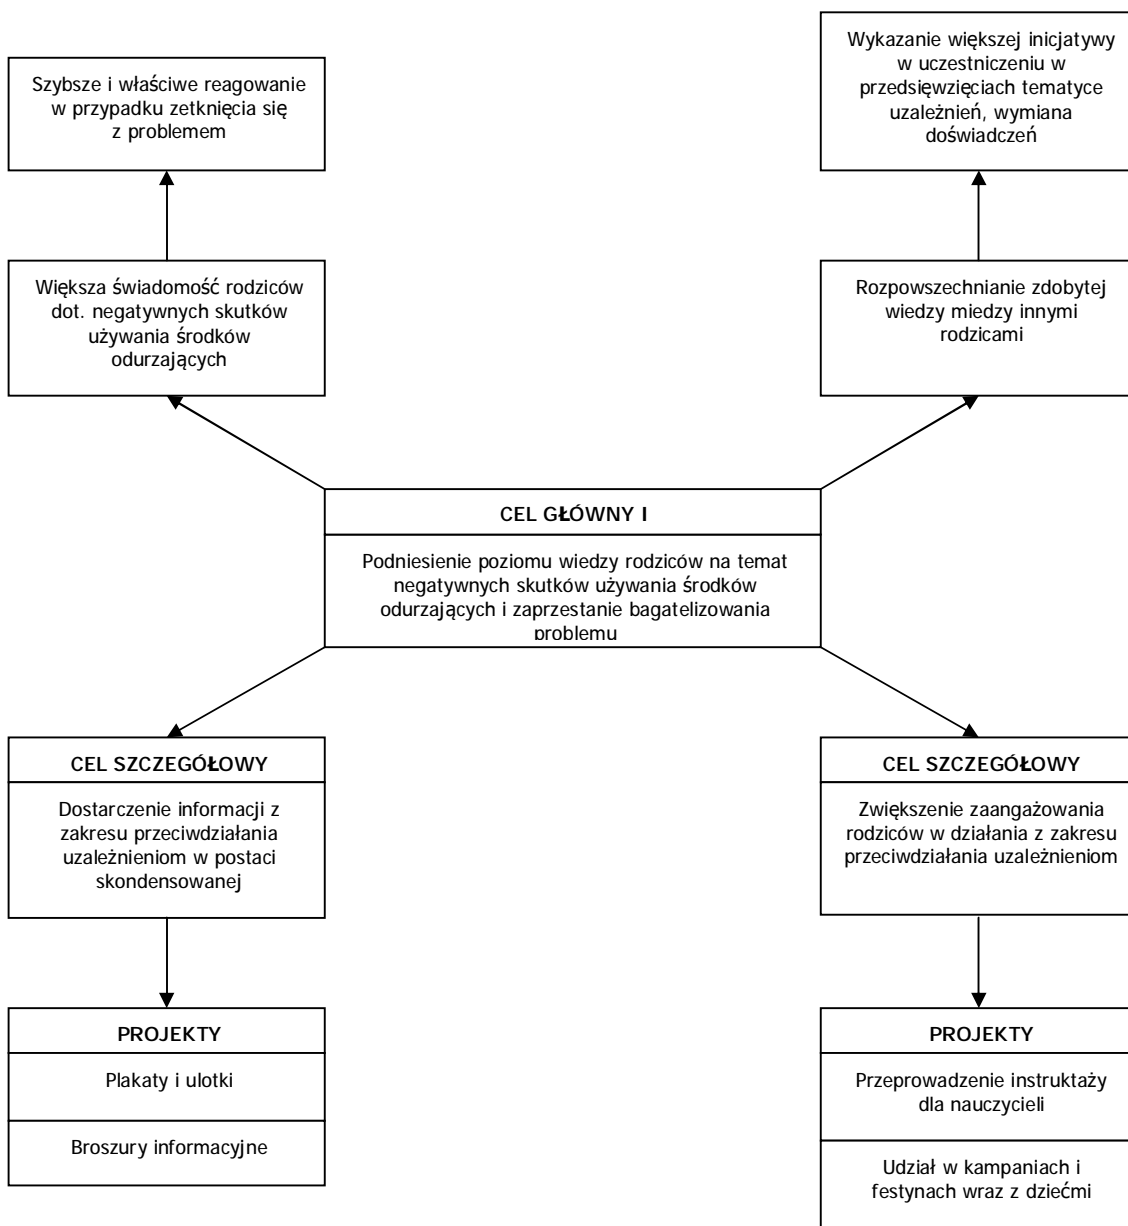 Szybsze i właściwe reagowanie
w przypadku zetknięcia się
z problemem
Wykazanie większej inicjatywy
w uczestniczeniu w
przedsięwzięciach tematyce
uzależnień, wymiana
doświadczeń
Większa świadomość rodziców
dot. negatywnych skutków
używania środków
odurzających
Rozpowszechnianie zdobytej
wiedzy miedzy innymi
rodzicami
CEL GŁÓWNY I
Podniesienie poziomu wiedzy rodziców na temat
negatywnych skutków używania środków
odurzających i zaprzestanie bagatelizowania
problemu
CEL SZCZEGÓŁOWY
Dostarczenie informacji z
zakresu przeciwdziałania
uzależnieniom w postaci
skondensowanej
CEL SZCZEGÓŁOWY
Zwiększenie zaangażowania
rodziców w działania z zakresu
przeciwdziałania uzależnieniom
PROJEKTY
Plakaty i ulotki
Broszury informacyjne
PROJEKTY
Przeprowadzenie instruktaży
dla nauczycieli
Udział w kampaniach i
festynach wraz z dziećmi